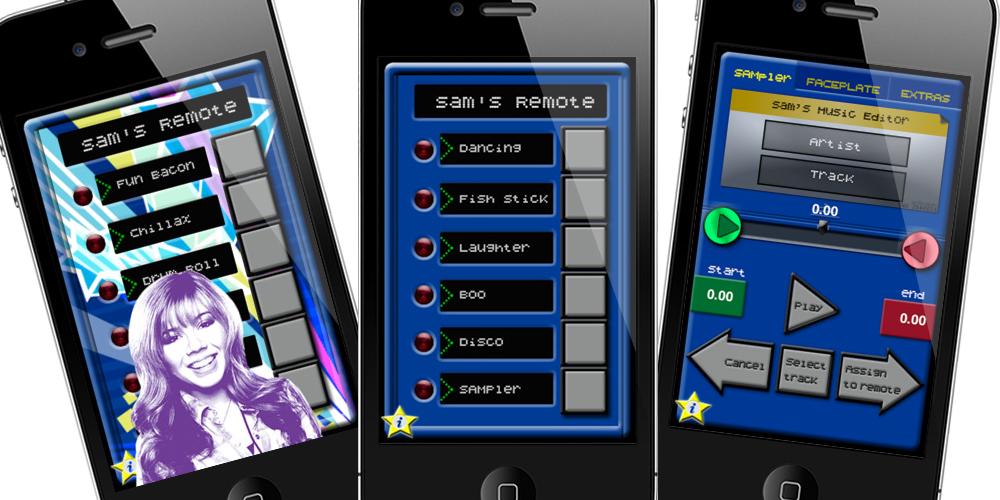 Sam's Remote
Fun Bacon
Chillax
Drum Roll
i
Sam's Remote
Dancing
Fish Stick
Laughter
Boo
Disco
Sampler
i
Sampler
FACEPLATE
EXTRAS
Sam's Music Editor
Artist
Track
0.00
start
0.00
Play
end
0.00
Cancel
Select
track
Assign
to remote
i